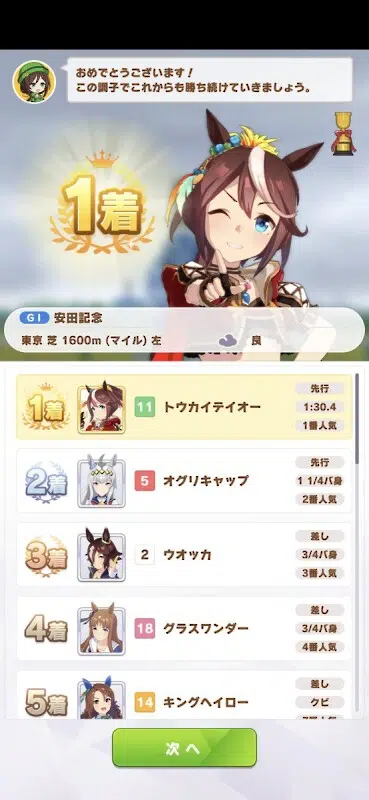 おめでとうございます！
この調子でこれからも勝ち続けていきましょう。
1着
GI 安田記念
東京 芝 1600m (マイル) 左 良
1着 11 トウカイテイオー
先行
1:30.4
1番人気
2着 5 オグリキャップ
先行
1 1/4バ身
2番人気
3着 2 ウオッカ
差し
3/4バ身
3番人気
4着 18 グラスワンダー
差し
3/4バ身
4番人気
5着 14 キングヘイロー
差し
クビ
次へ